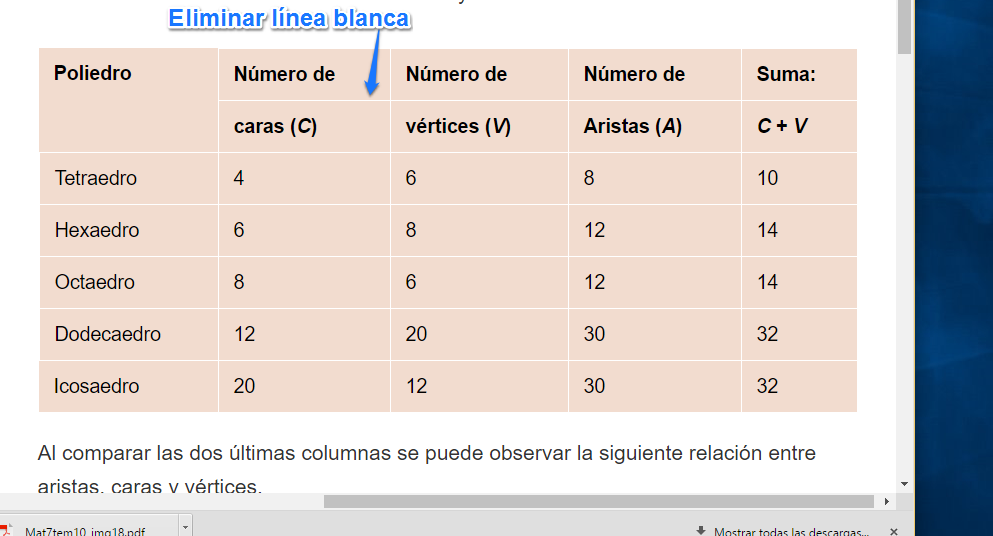 Eliminar línea blanca
Poliedro Número de Número de Número de Suma:
caras (C) vértices (V) Aristas (A) C + V
Tetraedro 4 6 8 10
Hexaedro 6 8 12 14
Octaedro 8 6 12 14
Dodecaedro 12 20 30 32
Icosaedro 20 12 30 32
Al comparar las dos últimas columnas se puede observar la siguiente relación entre
aristas, caras y vértices.
Mat7tem10_img18.pdf
Mostrar todas las descargas...